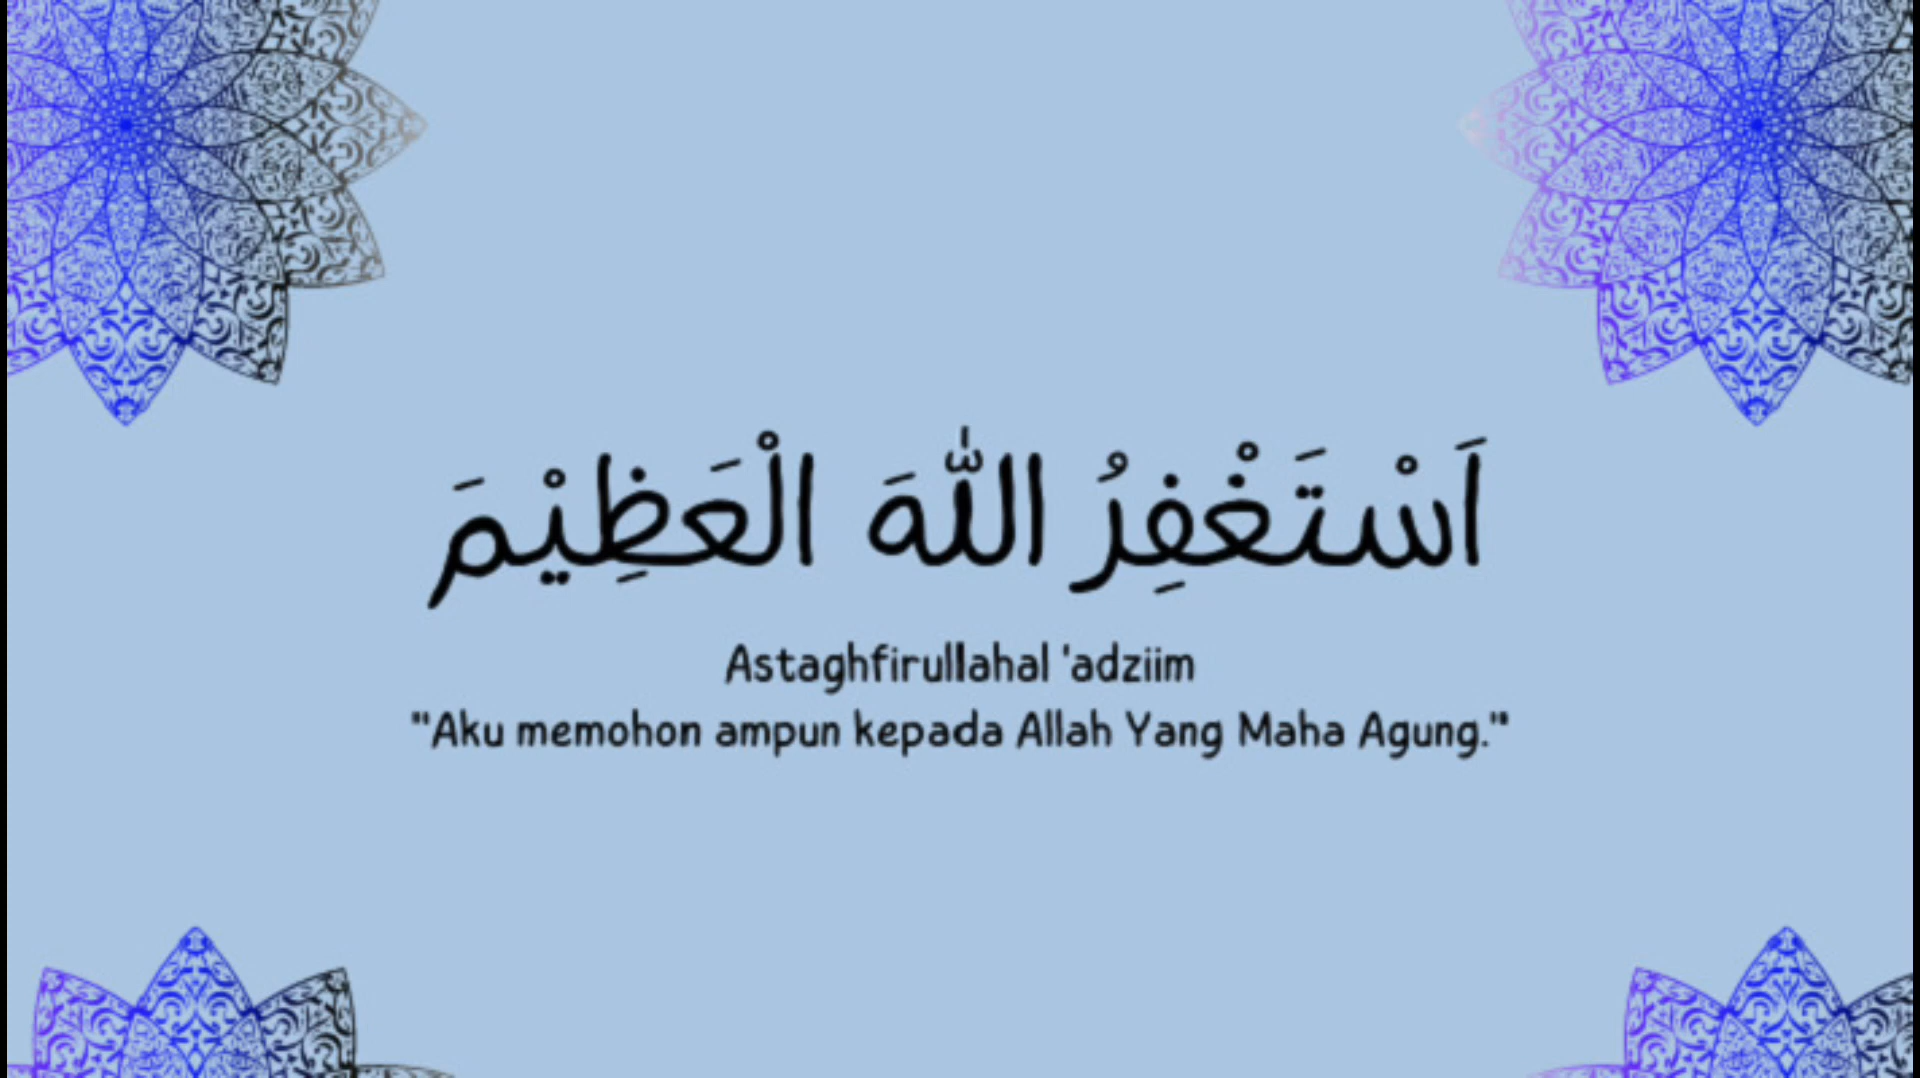 اَسْتَغْفِرُ اللّٰهَ الْعَظِيْمَ
Astaghfirullahal 'adziim
"Aku memohon ampun kepada Allah Yang Maha Agung."